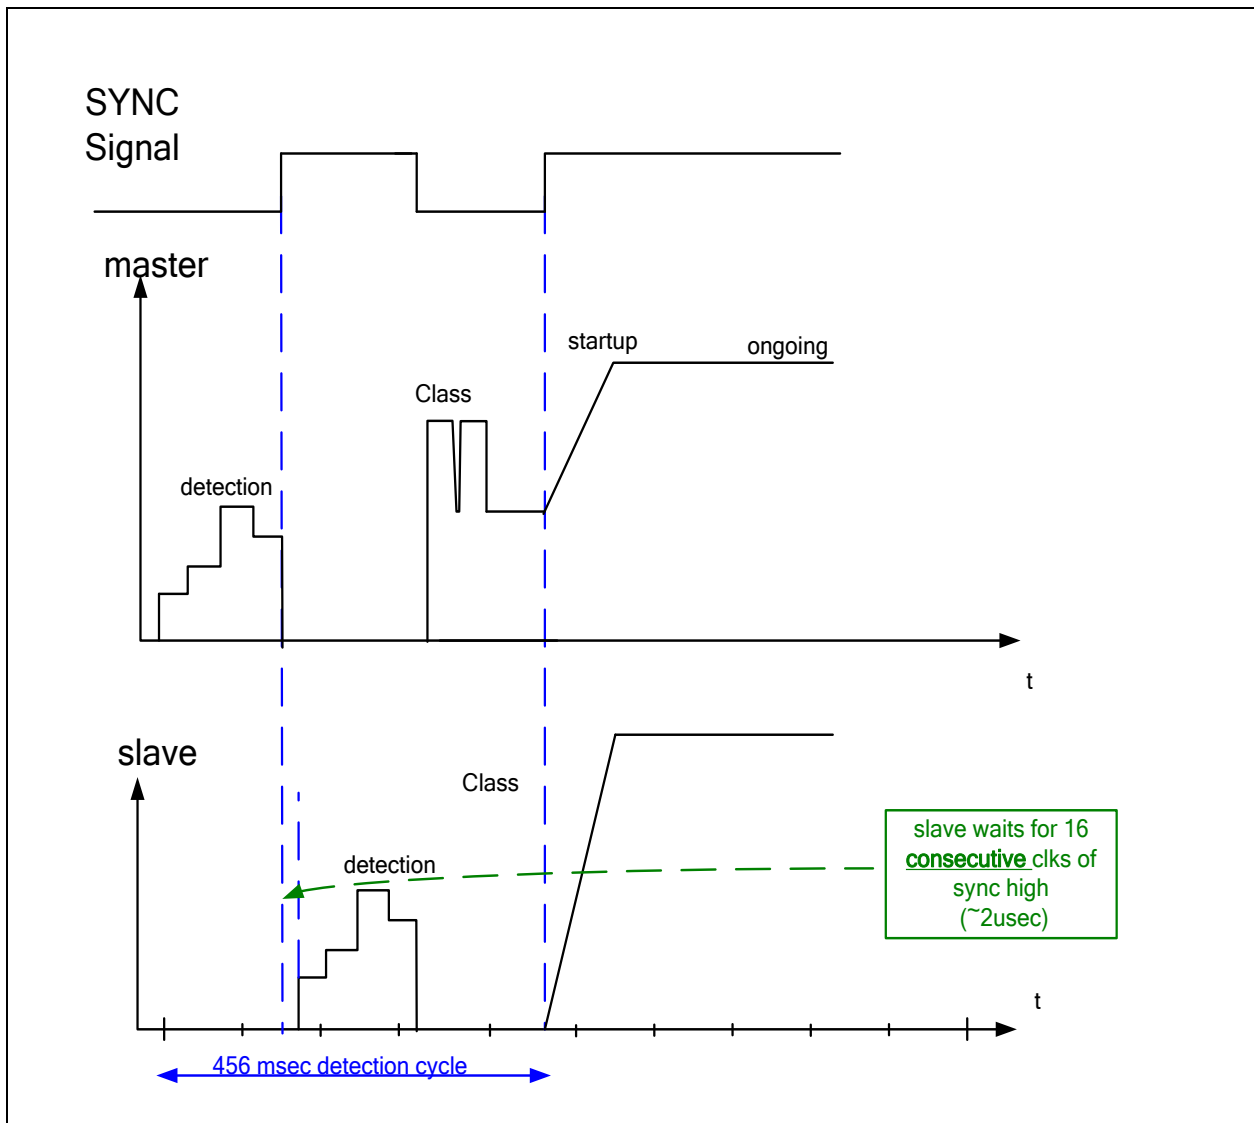 SYNC
Signal
master
startup
ongoing
Class
detection
t
slave
Class
detection
slave waits for 16
consecutive clks of
sync high
(~2usec)
t
456 msec detection cycle